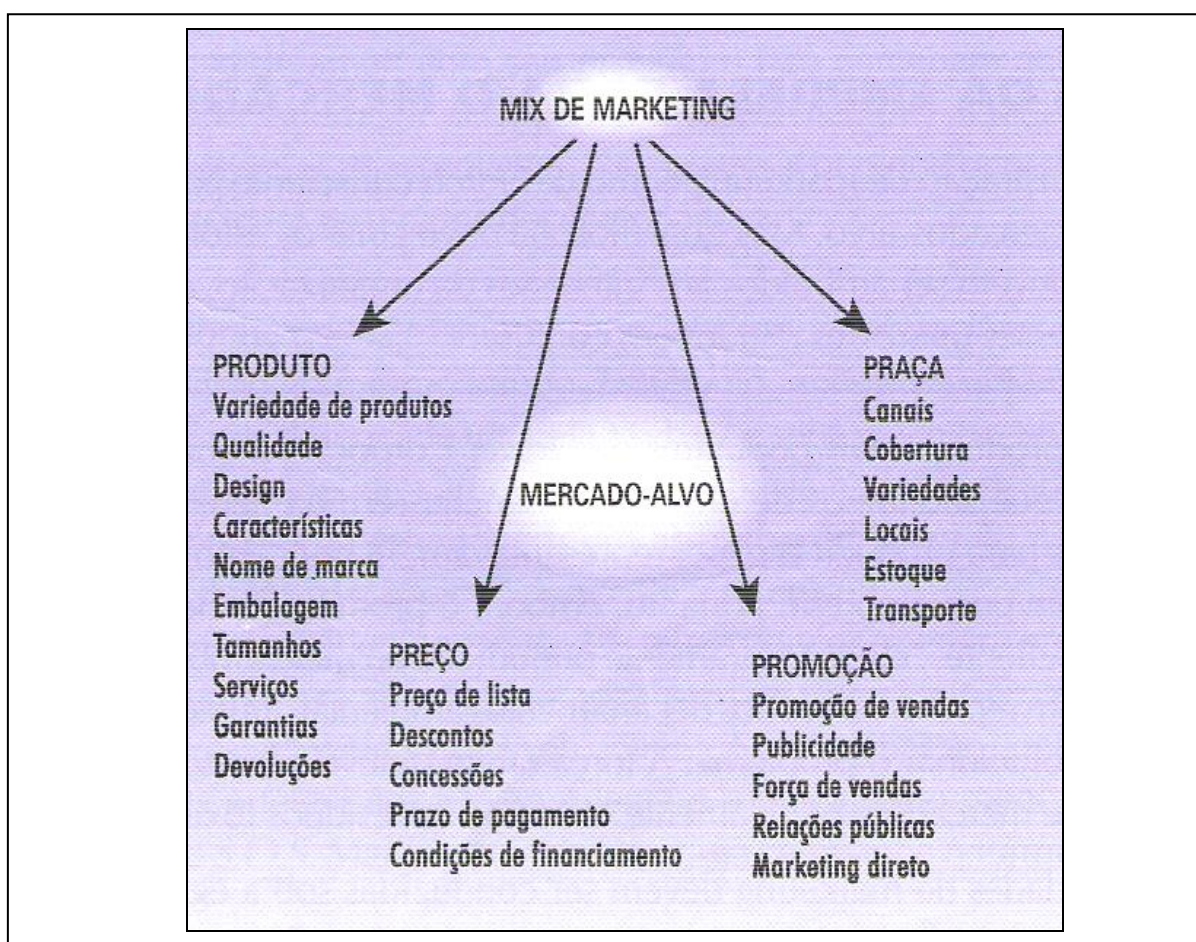 MIX DE MARKETING
PRODUTO
Variedade de produtos
Qualidade
Design
Características
Nome de marca
Embalagem
Tamanhos
Serviços
Garantias
Devoluções
PREÇO
Preço de lista
Descontos
Concessões
Prazo de pagamento
Condições de financiamento
MERCADO-ALVO
PROMOÇÃO
Promoção de vendas
Publicidade
Força de vendas
Relações públicas
Marketing direto
PRAÇA
Canais
Cobertura
Variedades
Locais
Estoque
Transporte